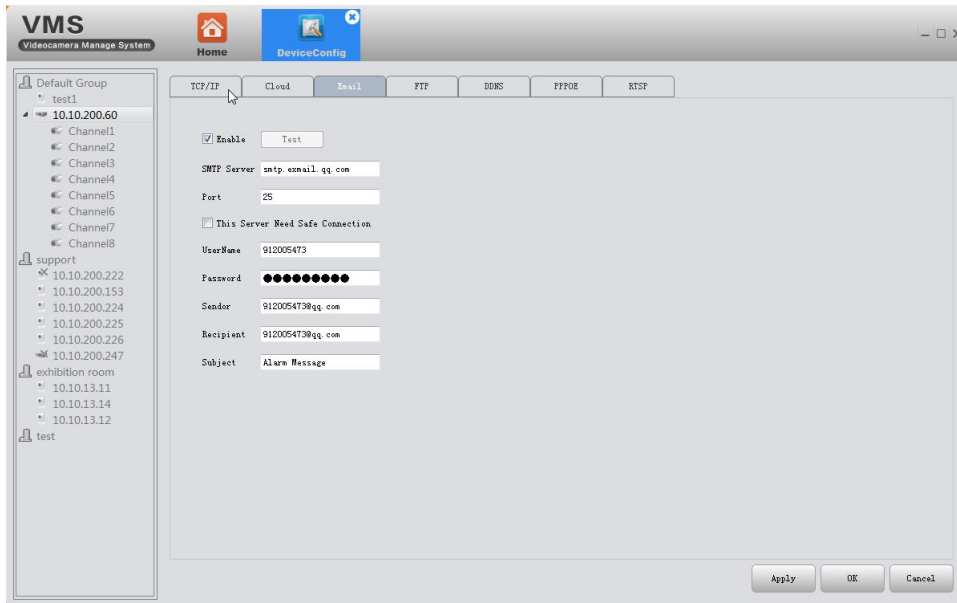 VMS
Videocamera Manage System
Home
DeviceConfig
Default Group
test1
10.10.200.60
Channel1
Channel2
Channel3
Channel4
Channel5
Channel6
Channel7
Channel8
support
10.10.200.222
10.10.200.153
10.10.200.224
10.10.200.225
10.10.200.226
10.10.200.247
exhibition room
10.10.13.11
10.10.13.14
10.10.13.12
test
TCP/IP Cloud Email FTP DDNS PPPOE RTSP
Enable Test
SMTP Server smtp.exmail.qq.com
Port 25
This Server Need Safe Connection
UserName 912005473
Password ●●●●●●●●●
Sendor 912005473@qq.com
Recipient 912005473@qq.com
Subject Alarm Message
Apply OK Cancel